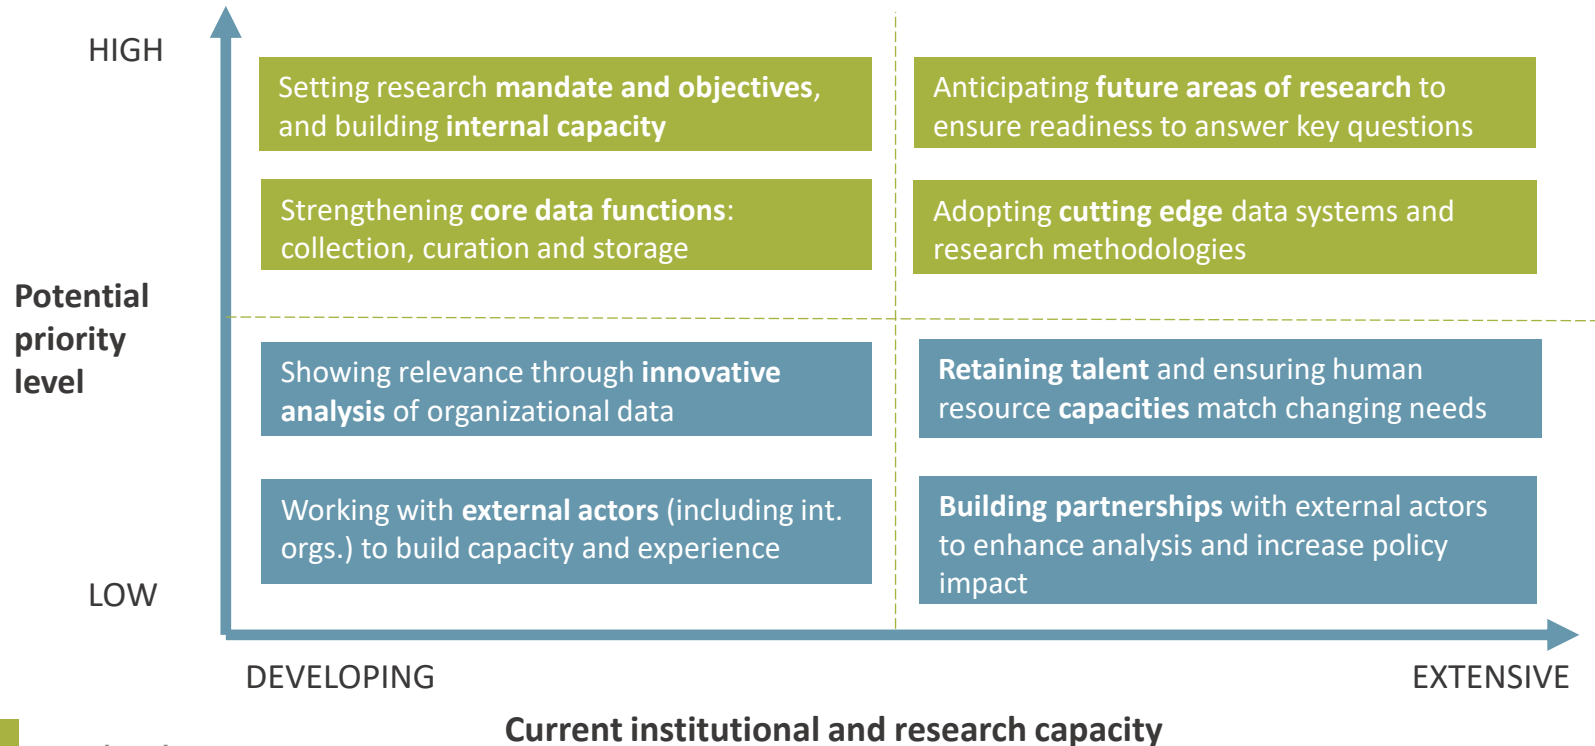 HIGH
Setting research mandate and objectives,
and building internal capacity
Anticipating future areas of research to
ensure readiness to answer key questions
Strengthening core data functions:
collection, curation and storage
Adopting cutting edge data systems and
research methodologies
Potential
priority
level
Showing relevance through innovative
analysis of organizational data
Retaining talent and ensuring human
resource capacities match changing needs
Working with external actors (including int.
orgs.) to build capacity and experience
Building partnerships with external actors
to enhance analysis and increase policy
impact
LOW
DEVELOPING
EXTENSIVE
Current institutional and research capacity